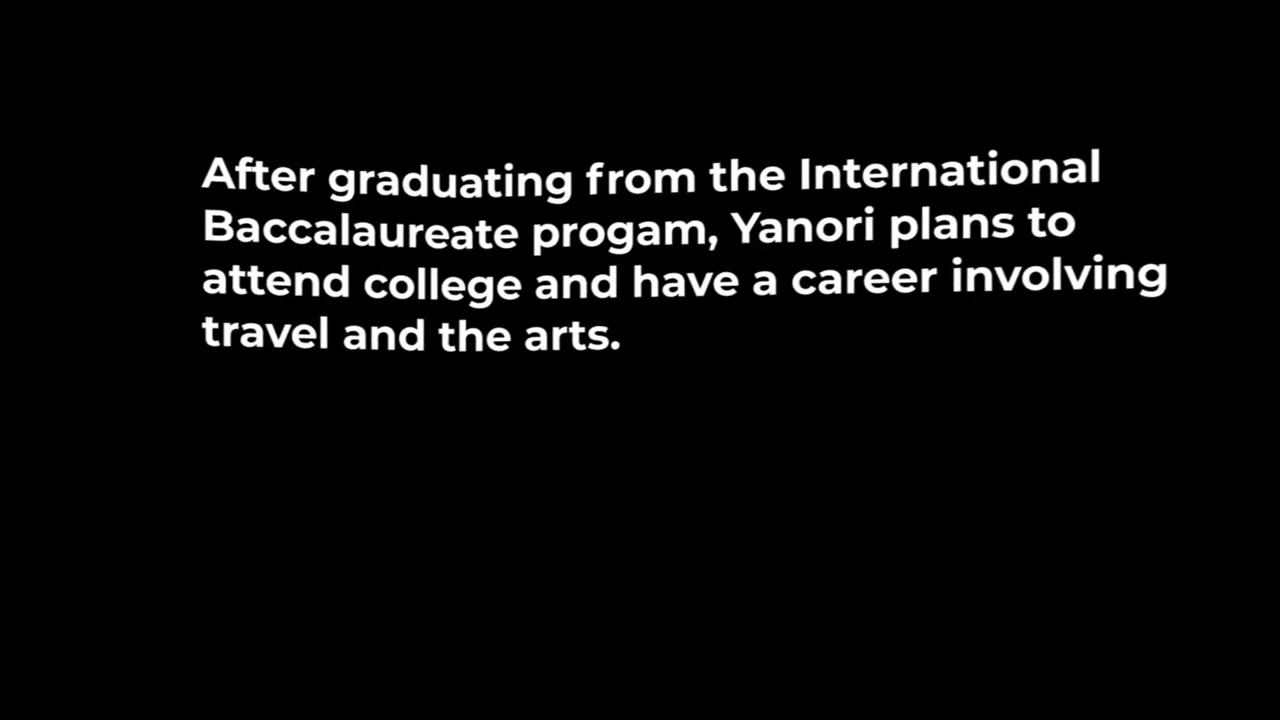 After graduating from the International
Baccalaureate progam, Yanori plans to
attend college and have a career involving
travel and the arts.